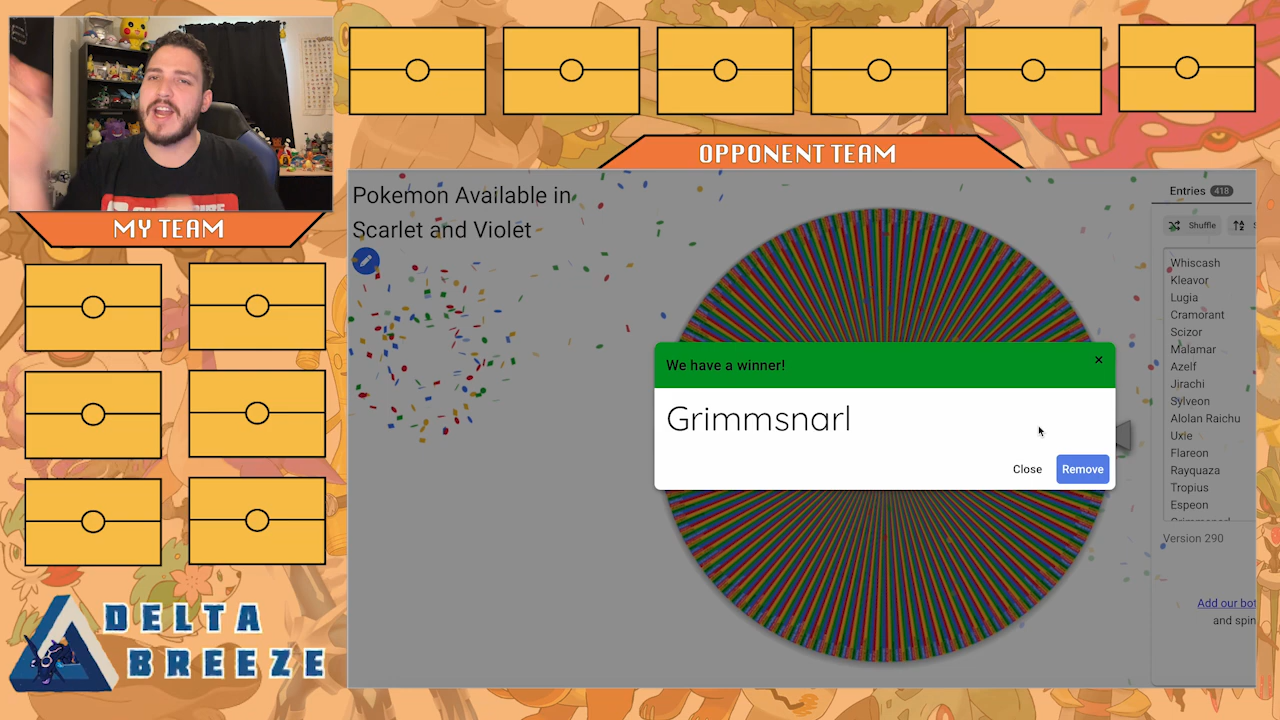 OPPONENT TEAM
MY TEAM
Pokemon Available in
Scarlet and Violet
Entries 418
Shuffle
Whiscash
Kleavor
Lugia
Cramorant
Scizor
Malamar
Azelf
Jirachi
Sylveon
Alolan Raichu
Uxie
Flareon
Rayquaza
Tropius
Espeon
Version 290
Add our bot
and spin
We have a winner!
×
Grimmsnarl
Close
Remove
DELTA
BREEZE